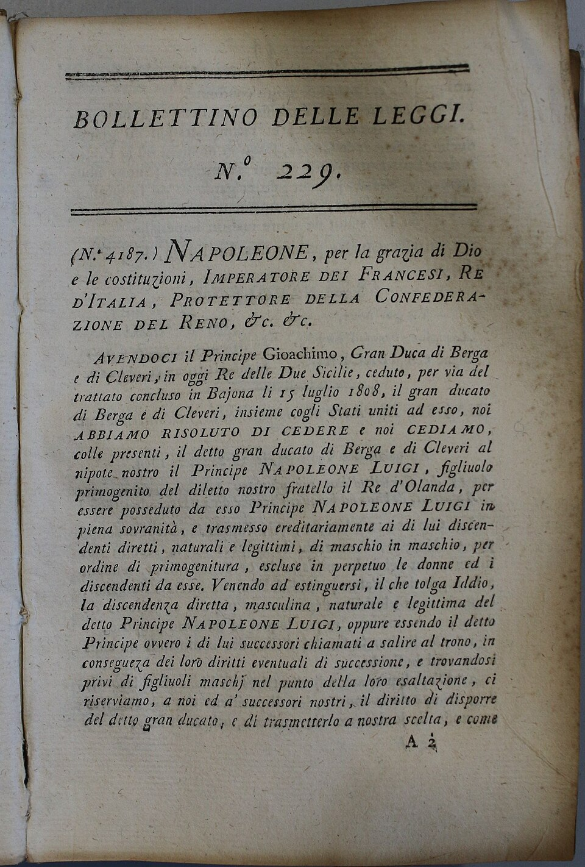 BOLLETTINO DELLE LEGGI.
N.º 229.
(N.º 4187.) NAPOLEONE, per la grazia di Dio
e le costituzioni, IMPERATORE DEI FRANCESI, RE
D'ITALIA, PROTETTORE DELLA CONFEDERA-
ZIONE DEL RENO, &c. &c.
AVENDOCI il Principe Gioachimo, Gran Duca di Berga
e di Cleveri, in oggi Re delle Due Sicilie, ceduto, per via del
trattato concluso in Bajona li 15 luglio 1808, il gran ducato
di Berga e di Cleveri, insieme cogli Stati uniti ad esso, noi
ABBIAMO RISOLUTO DI CEDERE e noi CEDIAMO,
colle presenti, il detto gran ducato di Berga e di Cleveri al
nipote nostro il Principe NAPOLEONE LUIGI, figliuolo
primogenito del diletto nostro fratello il Re d'Olanda, per
essere posseduto da esso Principe NAPOLEONE LUIGI in
piena sovranità, e trasmesso ereditariamente ai di lui discen-
denti diretti, naturali e legittimi, di maschio in maschio, per
ordine di primogenitura, escluse in perpetuo le donne ed i
discendenti da esse. Venendo ad estinguersi, il che tolga Iddio,
la discendenza diretta, masculina, naturale e legittima del
detto Principe NAPOLEONE LUIGI, oppure essendo il detto
Principe ovvero i di lui successori chiamati a salire al trono, in
consegueza dei loro diritti eventuali di successione, e trovandosi
privi di figliuoli maschj nel punto della loro esaltazione, ci
riserviamo, a noi ed a' successori nostri, il diritto di disporre
del detto gran ducato, e di trasmetterlo a nostra scelta, e come
A 2